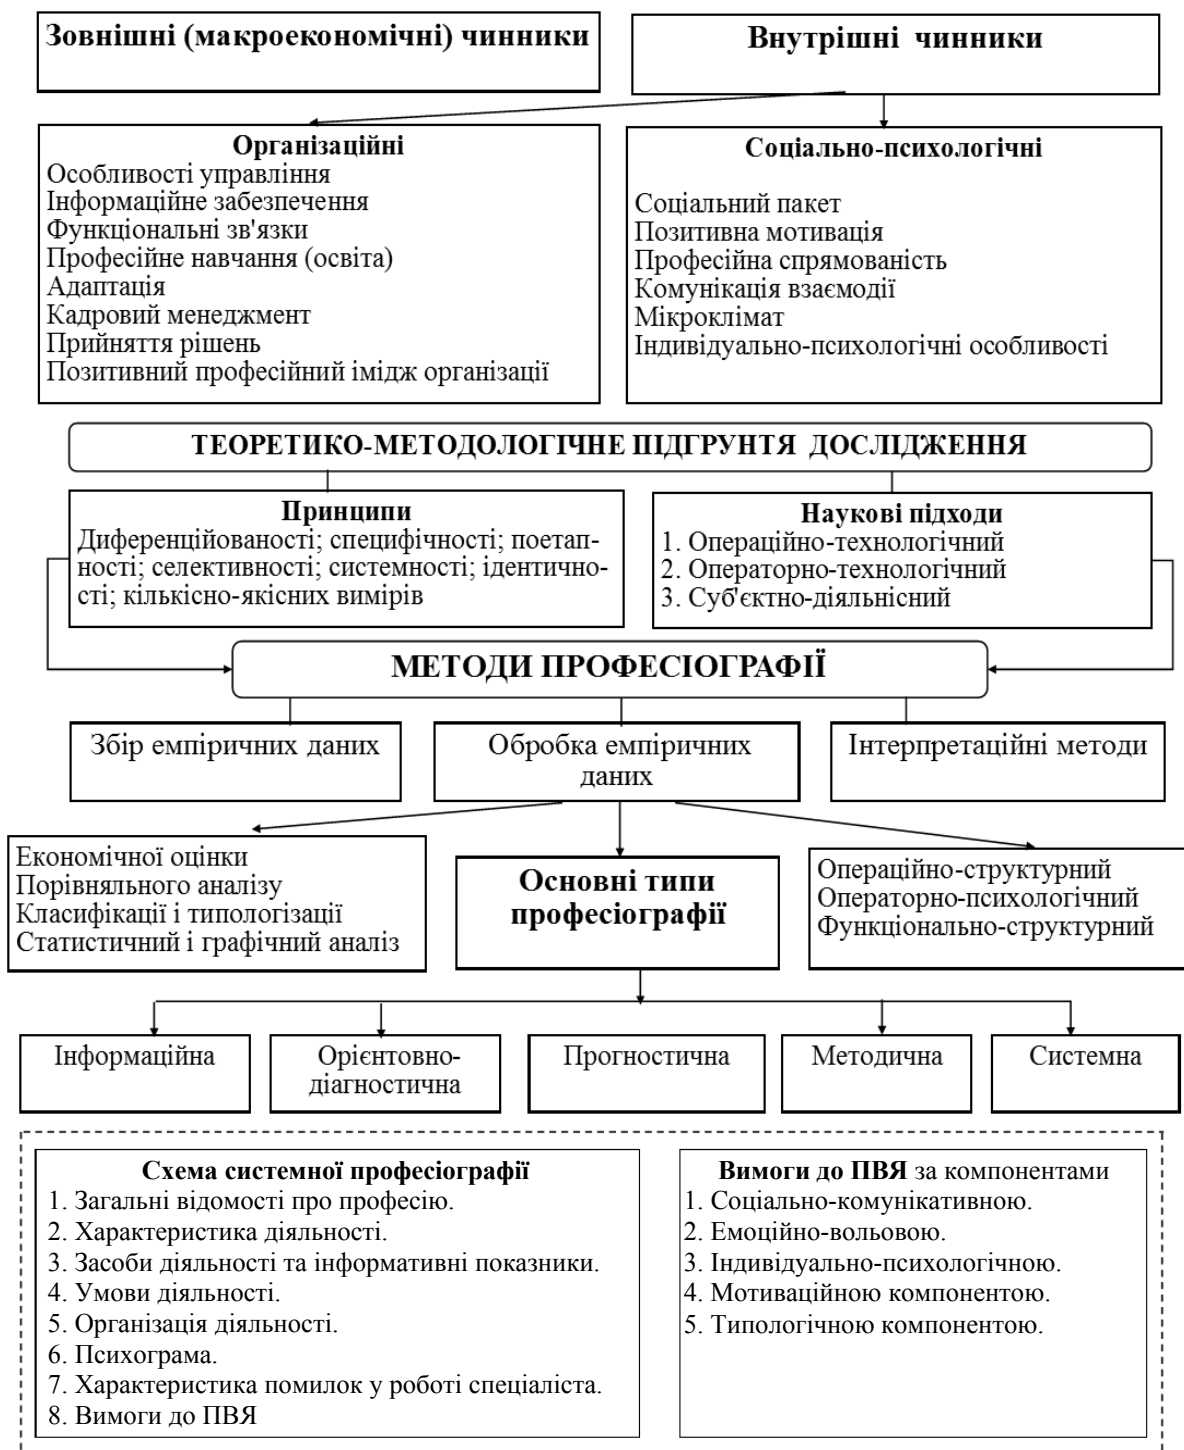 Зовнішні (макроекономічні) чинники
Внутрішні чинники
Організаційні
Особливості управління
Інформаційне забезпечення
Функціональні зв'язки
Професійне навчання (освіта)
Адаптація
Кадровий менеджмент
Прийняття рішень
Позитивний професійний імідж організації
Соціально-психологічні
Соціальний пакет
Позитивна мотивація
Професійна спрямованість
Комунікація взаємодії
Мікроклімат
Індивідуально-психологічні особливості
ТЕОРЕТИКО-МЕТОДОЛОГІЧНЕ ПІДГРУНТЯ ДОСЛІДЖЕННЯ
Принципи
Диференційованості; специфічності; поетап-
ності; селективності; системності; ідентично-
сті; кількісно-якісних вимірів
Наукові підходи
1. Операційно-технологічний
2. Операторно-технологічний
3. Суб'єктно-діяльнісний
МЕТОДИ ПРОФЕСІОГРАФІЇ
Збір емпіричних даних
Обробка емпіричних
даних
Інтерпретаційні методи
Економічної оцінки
Порівняльного аналізу
Класифікації і типологізації
Статистичний і графічний аналіз
Основні типи
професіографії
Операційно-структурний
Операторно-психологічний
Функціонально-структурний
Інформаційна
Орієнтовно-
діагностична
Прогностична
Методична
Системна
Схема системної професіографії
1. Загальні відомості про професію.
2. Характеристика діяльності.
3. Засоби діяльності та інформативні показники.
4. Умови діяльності.
5. Організація діяльності.
6. Психограма.
7. Характеристика помилок у роботі спеціаліста.
8. Вимоги до ПВЯ
Вимоги до ПВЯ за компонентами
1. Соціально-комунікативною.
2. Емоційно-вольовою.
3. Індивідуально-психологічною.
4. Мотиваційною компонентою.
5. Типологічною компонентою.